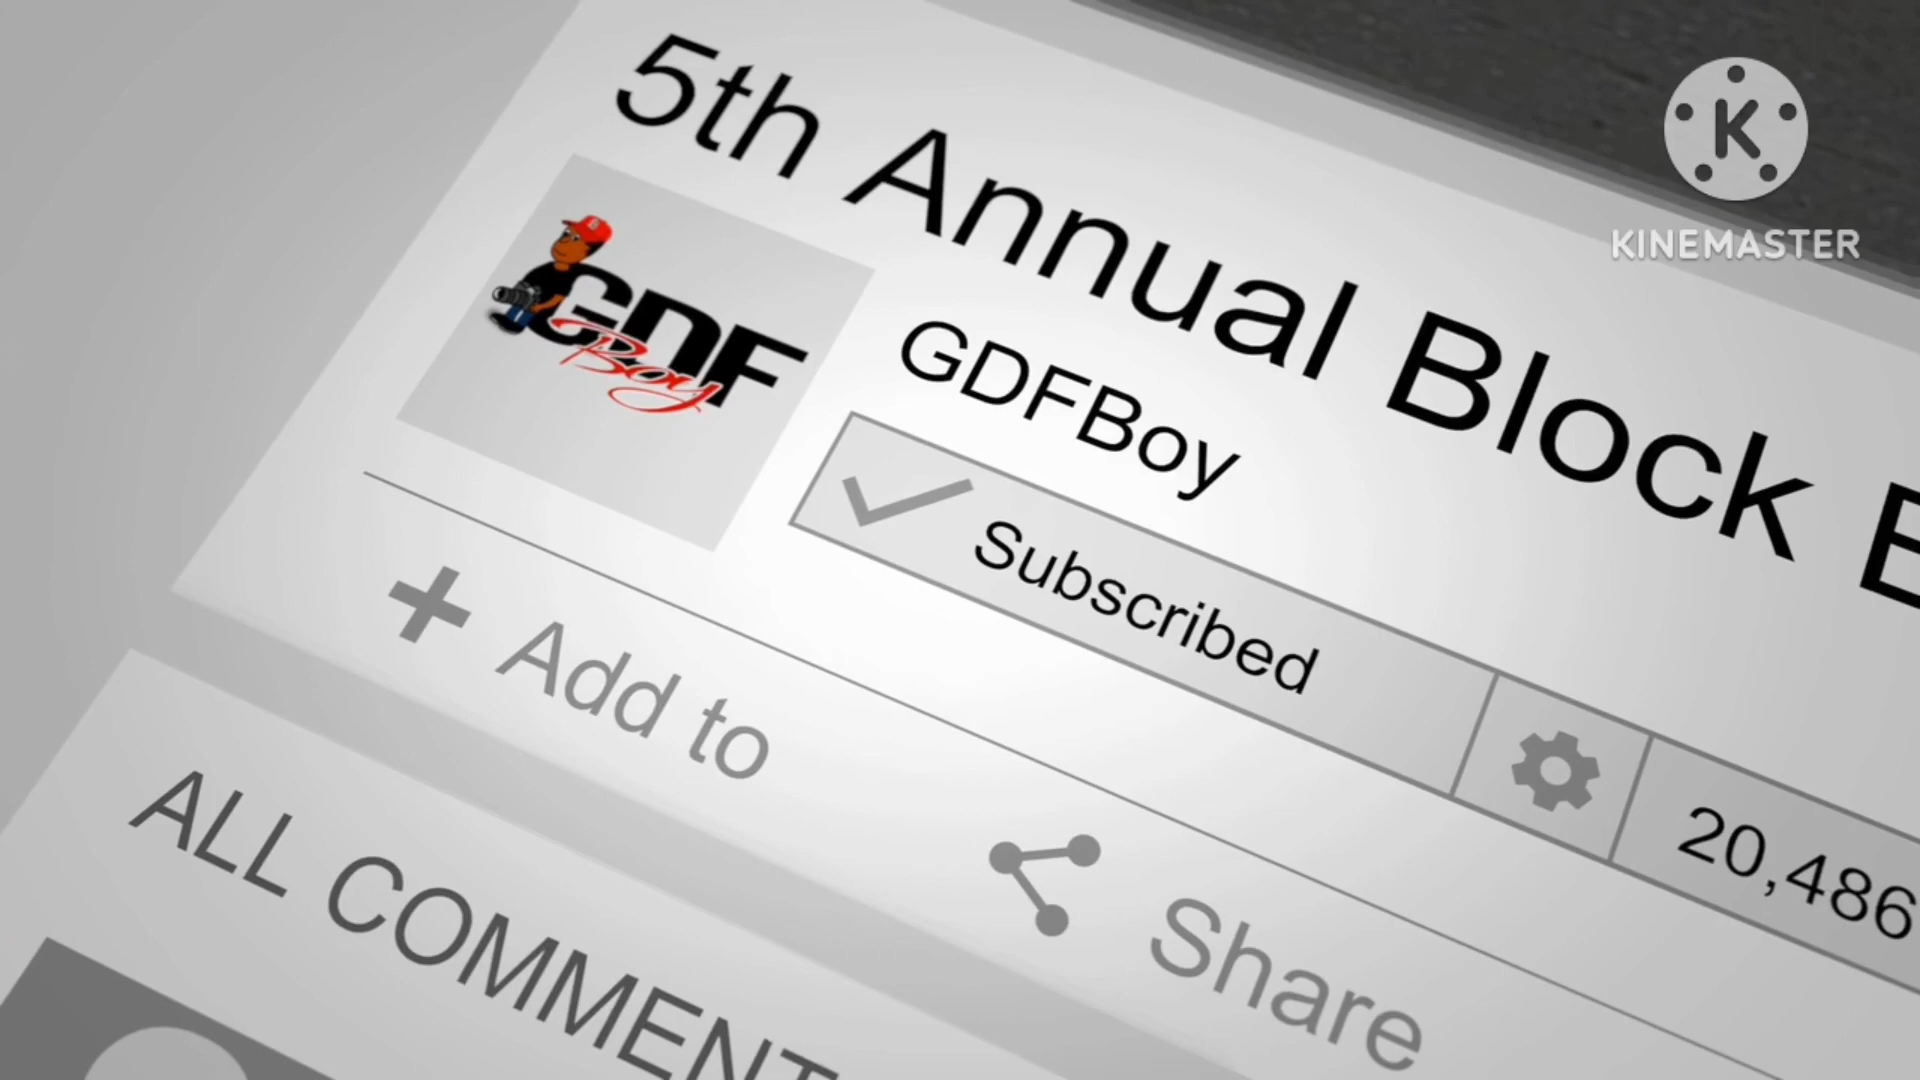 5th Annual Block
KINEMASTER
GDF
Boy
GDFBoy
Subscribed
20,486
Add to
Share
ALL COMMENT